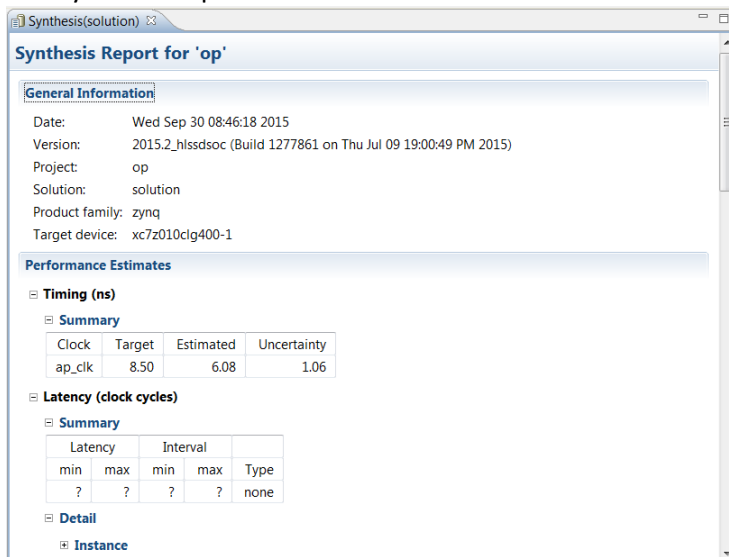 Synthesis(solution)
Synthesis Report for 'op'
General Information
Date: Wed Sep 30 08:46:18 2015
Version: 2015.2_hlssdsoc (Build 1277861 on Thu Jul 09 19:00:49 PM 2015)
Project: op
Solution: solution
Product family: zynq
Target device: xc7z010clg400-1
Performance Estimates
Timing (ns)
Summary
Clock Target Estimated Uncertainty
ap_clk 8.50 6.08 1.06
Latency (clock cycles)
Summary
Latency Interval
min max min max Type
? ? ? ? none
Detail
Instance